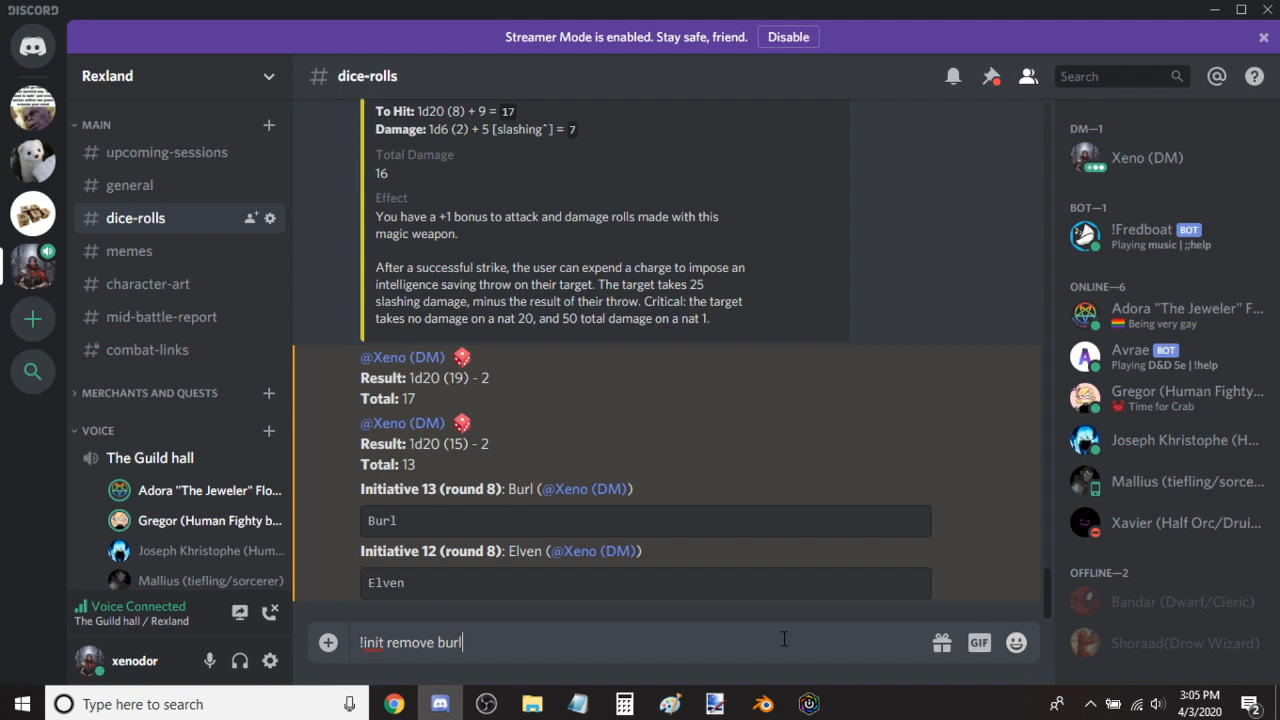 DISCORD
Streamer Mode is enabled. Stay safe, friend.
Disable
Rexland
dice-rolls
Search
MAIN
upcoming-sessions
general
dice-rolls
memes
character-art
mid-battle-report
combat-links
MERCHANTS AND QUESTS
VOICE
The Guild hall
Adora "The Jeweler" Flo...
Gregor (Human Fighty b...
Joseph Khristophe (Hum...
Mallius (tiefling/sorcerer)
Voice Connected
The Guild hall / Rexland
xenodor
To Hit: 1d20 (8) + 9 = 17
Damage: 1d6 (2) + 5 [slashing^] = 7
Total Damage
16
Effect
You have a +1 bonus to attack and damage rolls made with this
magic weapon.
After a successful strike, the user can expend a charge to impose an
intelligence saving throw on their target. The target takes 25
slashing damage, minus the result of their throw. Critical: the target
takes no damage on a nat 20, and 50 total damage on a nat 1.
@Xeno (DM)
Result: 1d20 (19) - 2
Total: 17
@Xeno (DM)
Result: 1d20 (15) - 2
Total: 13
Initiative 13 (round 8): Burl (@Xeno (DM))
Burl
Initiative 12 (round 8): Elven (@Xeno (DM))
Elven
!init remove burl
GIF
DM—1
Xeno (DM)
BOT—1
!Fredboat BOT
Playing music | ;;help
ONLINE—6
Adora "The Jeweler" F...
Being very gay
Avrae BOT
Playing D&D 5e | !help
Gregor (Human Fighty...
Time for Crab
Joseph Khristophe (H...
Mallius (tiefling/sorce...
Xavier (Half Orc/Drui...
OFFLINE—2
Bandar (Dwarf/Cleric)
Shoraad(Drow Wizard)
Type here to search
3:05 PM
4/3/2020
2